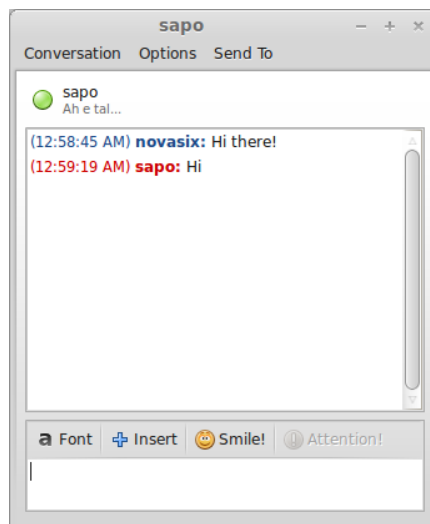 sapo
Conversation Options Send To
sapo
Ah e tal...
(12:58:45 AM) novasix: Hi there!
(12:59:19 AM) sapo: Hi
a Font Insert Smile! Attention!